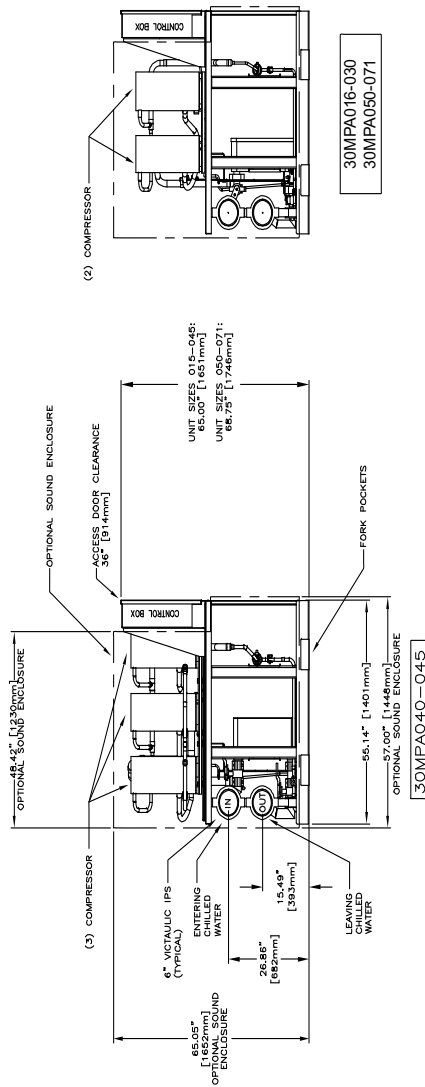 48.42" [1230mm]
OPTIONAL SOUND ENCLOSURE
OPTIONAL SOUND ENCLOSURE
(3) COMPRESSOR
ACCESS DOOR CLEARANCE
36" [914mm]
CONTROL BOX
6" VICTAULIC IPS
(TYPICAL)
ENTERING
CHILLED
WATER
IN
OUT
65.05"
[1652mm]
OPTIONAL SOUND
ENCLOSURE
26.86"
[682mm]
15.49"
[393mm]
LEAVING
CHILLED
WATER
FORK POCKETS
55.14" [1401mm]
57.00" [1448mm]
OPTIONAL SOUND ENCLOSURE
30MPA040-045
UNIT SIZES 015-045:
65.00" [1651mm]
UNIT SIZES 050-071:
68.75" [1746mm]
(2) COMPRESSOR
CONTROL BOX
30MPA016-030
30MPA050-071